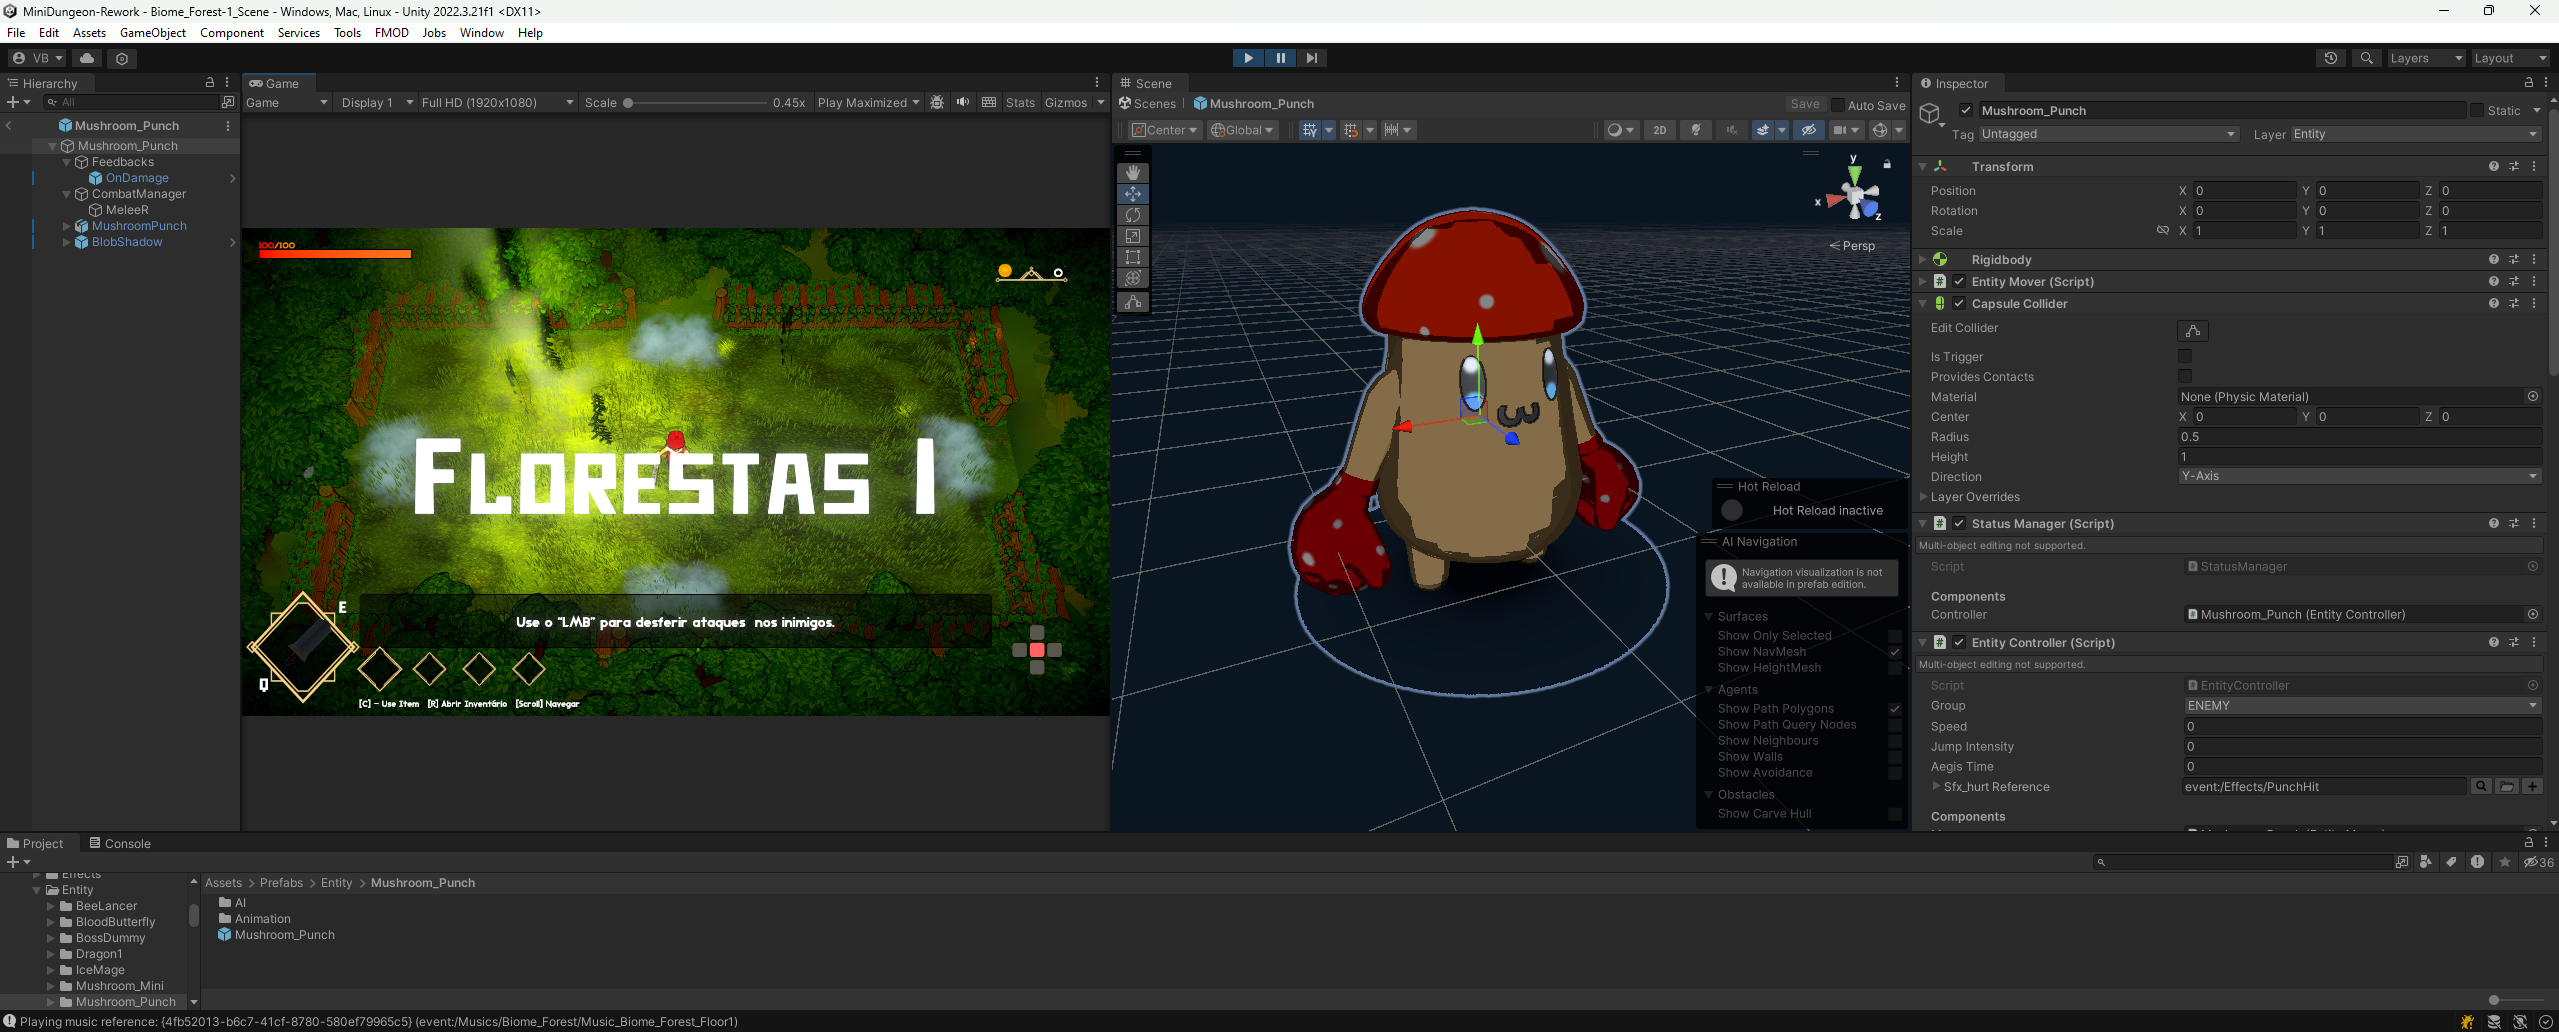 MiniDungeon-Rework - Biome_Forest-1_Scene - Windows, Mac, Linux - Unity 2022.3.21f1 <DX11>
File Edit Assets GameObject Component Services Tools FMOD Jobs Window Help
VB
Layers
Layout
Hierarchy
All
Mushroom_Punch
Mushroom_Punch
Feedbacks
OnDamage
CombatManager
MeleeR
MushroomPunch
BlobShadow
Game
Game Display 1 Full HD (1920x1080) Scale 0.45x Play Maximized Stats Gizmos
100/100
FLORESTAS I
E
Q
Use o "LMB" para desferir ataques nos inimigos.
[C] - Use Item [R] Abrir Inventário [Scroll] Navegar
Scene
Scenes Mushroom_Punch Save Auto Save
Center Global 2D
y
x
z
Persp
Hot Reload
Hot Reload inactive
AI Navigation
Navigation visualization is not
available in prefab edition.
Surfaces
Show Only Selected
Show NavMesh
Show HeightMesh
Agents
Show Path Polygons
Show Path Query Nodes
Show Neighbours
Show Walls
Show Avoidance
Obstacles
Show Carve Hull
Inspector
Mushroom_Punch Static
Tag Untagged Layer Entity
Transform
Position X 0 Y 0 Z 0
Rotation X 0 Y 0 Z 0
Scale X 1 Y 1 Z 1
Rigidbody
Entity Mover (Script)
Capsule Collider
Edit Collider
Is Trigger
Provides Contacts
Material None (Physic Material)
Center X 0 Y 0 Z 0
Radius 0.5
Height 1
Direction Y-Axis
Layer Overrides
Status Manager (Script)
Multi-object editing not supported.
Script StatusManager
Components
Controller Mushroom_Punch (Entity Controller)
Entity Controller (Script)
Multi-object editing not supported.
Script EntityController
Group ENEMY
Speed 0
Jump Intensity 0
Aegis Time 0
Sfx_hurt Reference event:/Effects/PunchHit
Components
Project Console
36
Effects
Entity
BeeLancer
BloodButterfly
BossDummy
Dragon1
IceMage
Mushroom_Mini
Mushroom_Punch
Assets > Prefabs > Entity > Mushroom_Punch
AI
Animation
Mushroom_Punch
Playing music reference: {4fb52013-b6c7-41cf-8780-580ef79965c5} (event:/Musics/Biome_Forest/Music_Biome_Forest_Floor1)